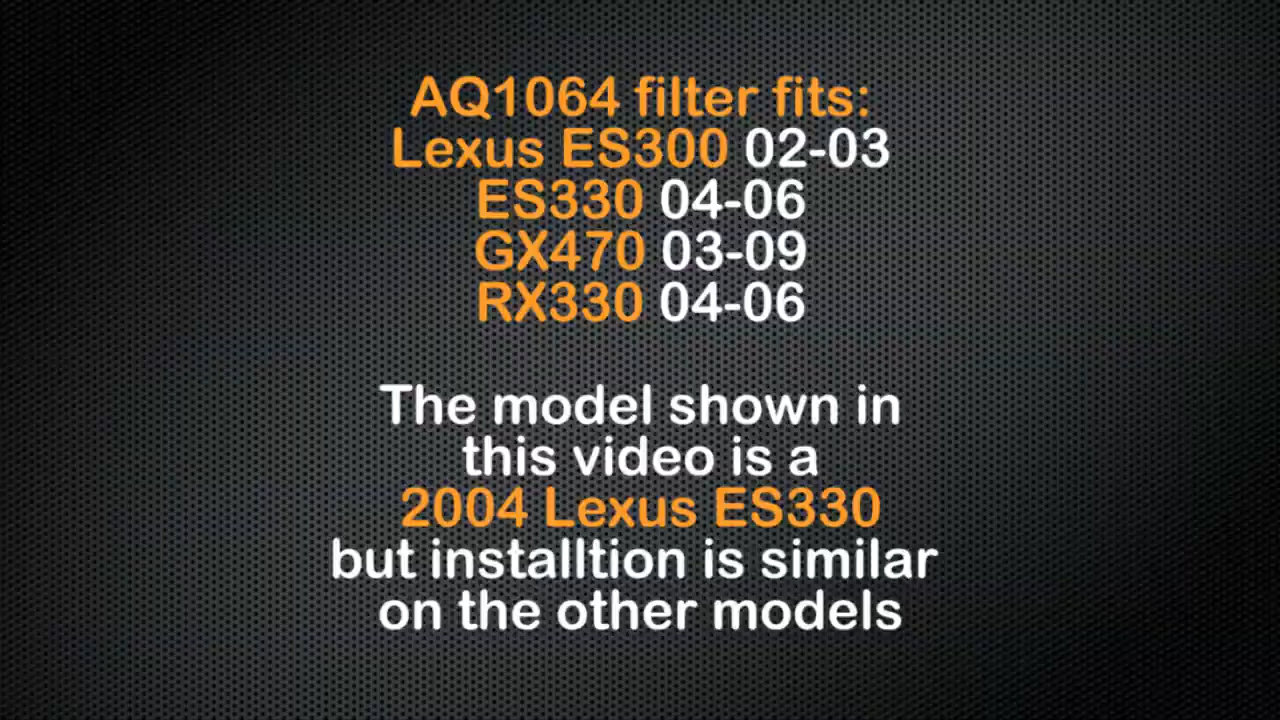 AQ1064 filter fits:
Lexus ES300 02-03
ES330 04-06
GX470 03-09
RX330 04-06
The model shown in
this video is a
2004 Lexus ES330
but installtion is similar
on the other models